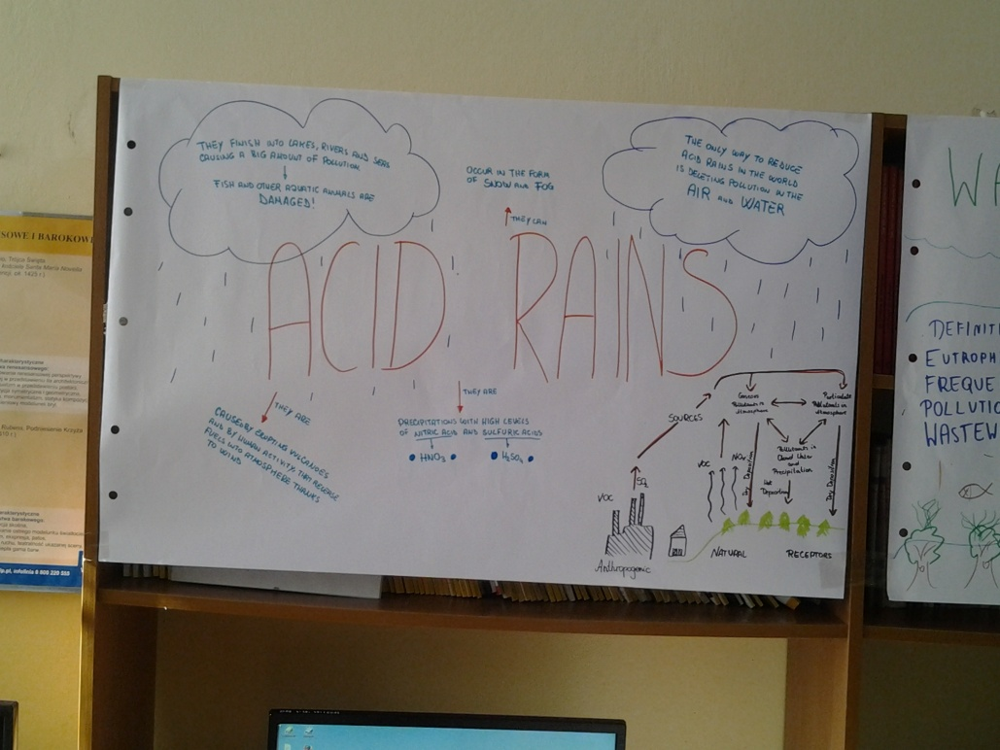 THEY FINISH INTO LAKES, RIVERS AND SEAS
CAUSING A BIG AMOUNT OF POLLUTION.
FISH AND OTHER AQUATIC ANIMALS ARE
DAMAGED!
OCCUR IN THE FORM
OF SNOW AND FOG
THEY CAN
THE ONLY WAY TO REDUCE
ACID RAINS IN THE WORLD
IS DELETING POLLUTION IN THE
AIR AND WATER
ACID RAINS
THEY ARE
CAUSED BY ERUPTING VULCANOES
AND BY HUMAN ACTIVITY THAT RELEASE
FUELS INTO ATMOSPHERE THANKS
TO WIND
THEY ARE
PRECIPITATIONS WITH HIGH LEVELS
OF NITRIC ACID AND SULFURIC ACIDS
HNO3
H2SO4
SOURCES
Gaseous
Pollutants in
Atmosphere
Particulate
Pollutants in
Atmosphere
Pollutants in
Cloud Water
and
Precipitation
Dry Deposition
Wet
Deposition
Dry Deposition
VOC
NOx
VOC
SO2
Anthropogenic
NATURAL
RECEPTORS
WA
DEFINITI
EUTROPH
FREQUE
POLLUTIO
WASTEW
SOWE I BAROKOWE